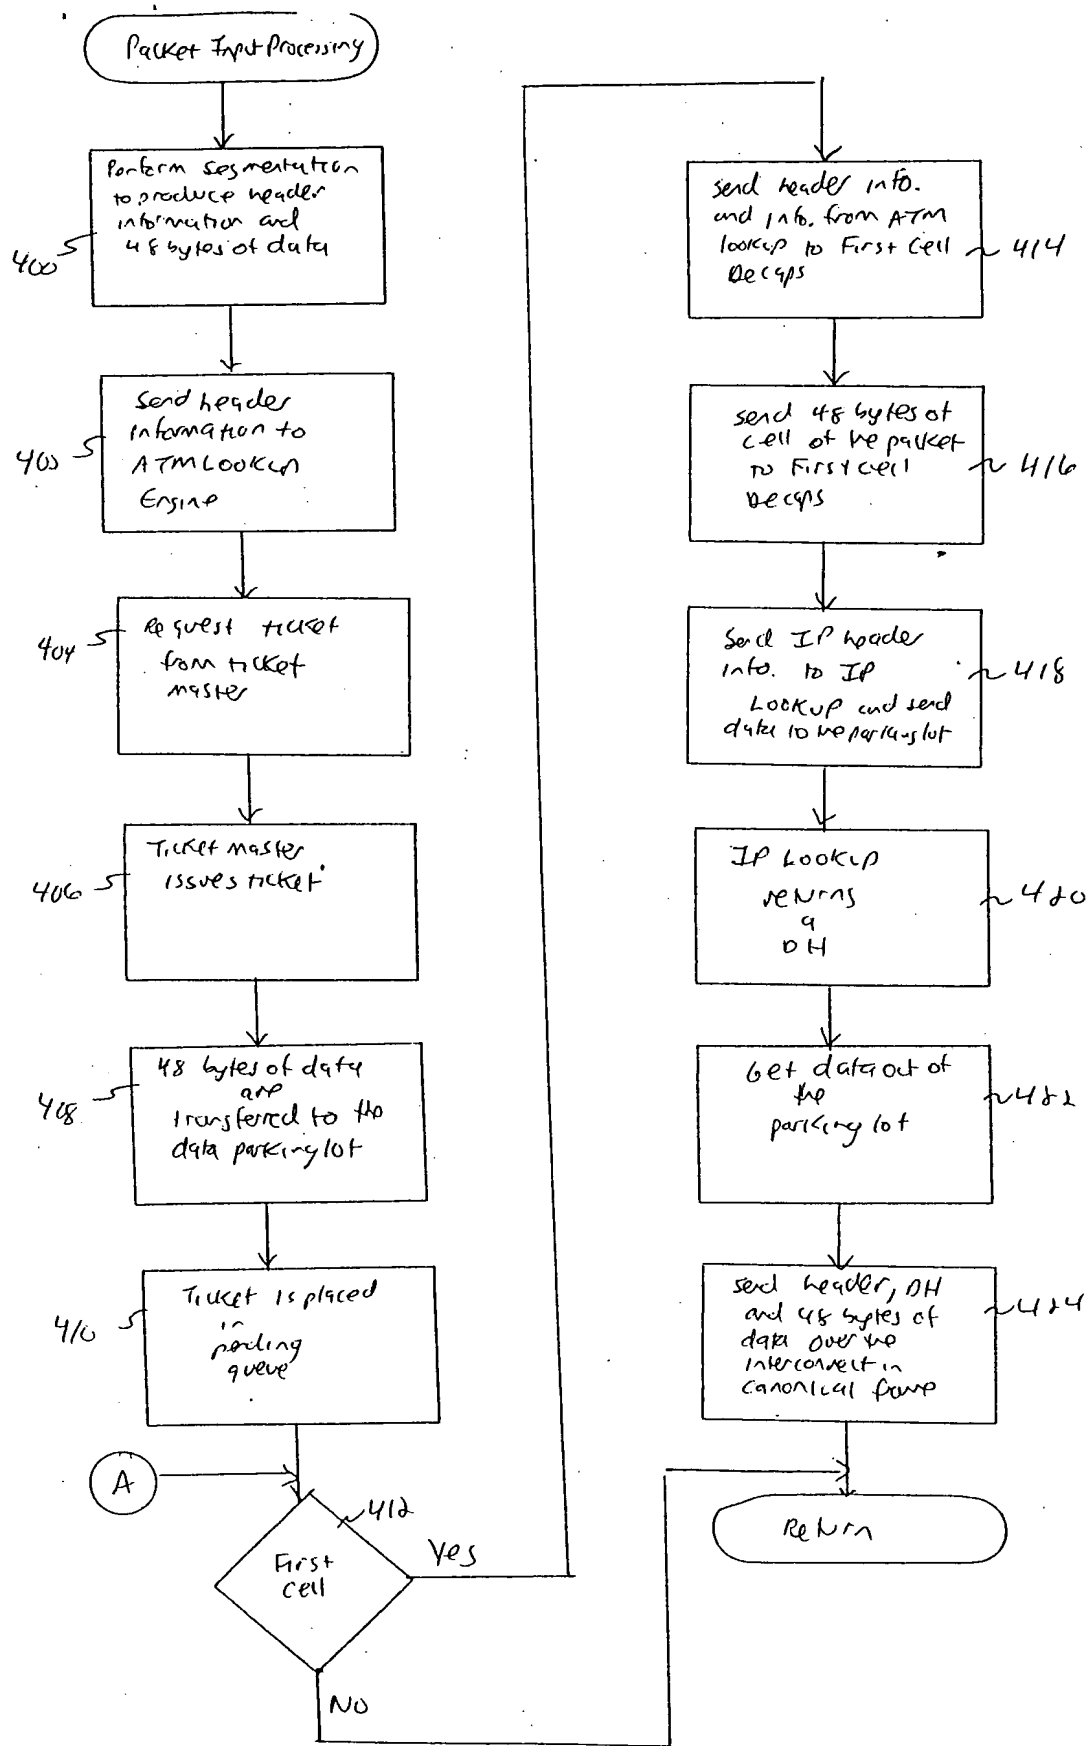 Packet Input Processing
Perform segmentation
to produce header
information and
48 bytes of data
400
Send header
information to
ATM Lookup
Engine
402
Request ticket
from ticket
master
404
Ticket master
issues ticket
406
48 bytes of data
are
transferred to the
data parking lot
408
Ticket is placed
in
pending
queue
410
A
412
First
cell
Yes
No
send header info.
and info. from ATM
lookup to First Cell
Decaps
414
send 48 bytes of
cell of the packet
to First cell
Decaps
416
Send IP header
info. to IP
Lookup and send
data to the parking lot
418
IP Lookup
returns
a
DH
420
Get data out of
the
parking lot
422
send header, DH
and 48 bytes of
data over the
interconnect in
canonical frame
424
Return